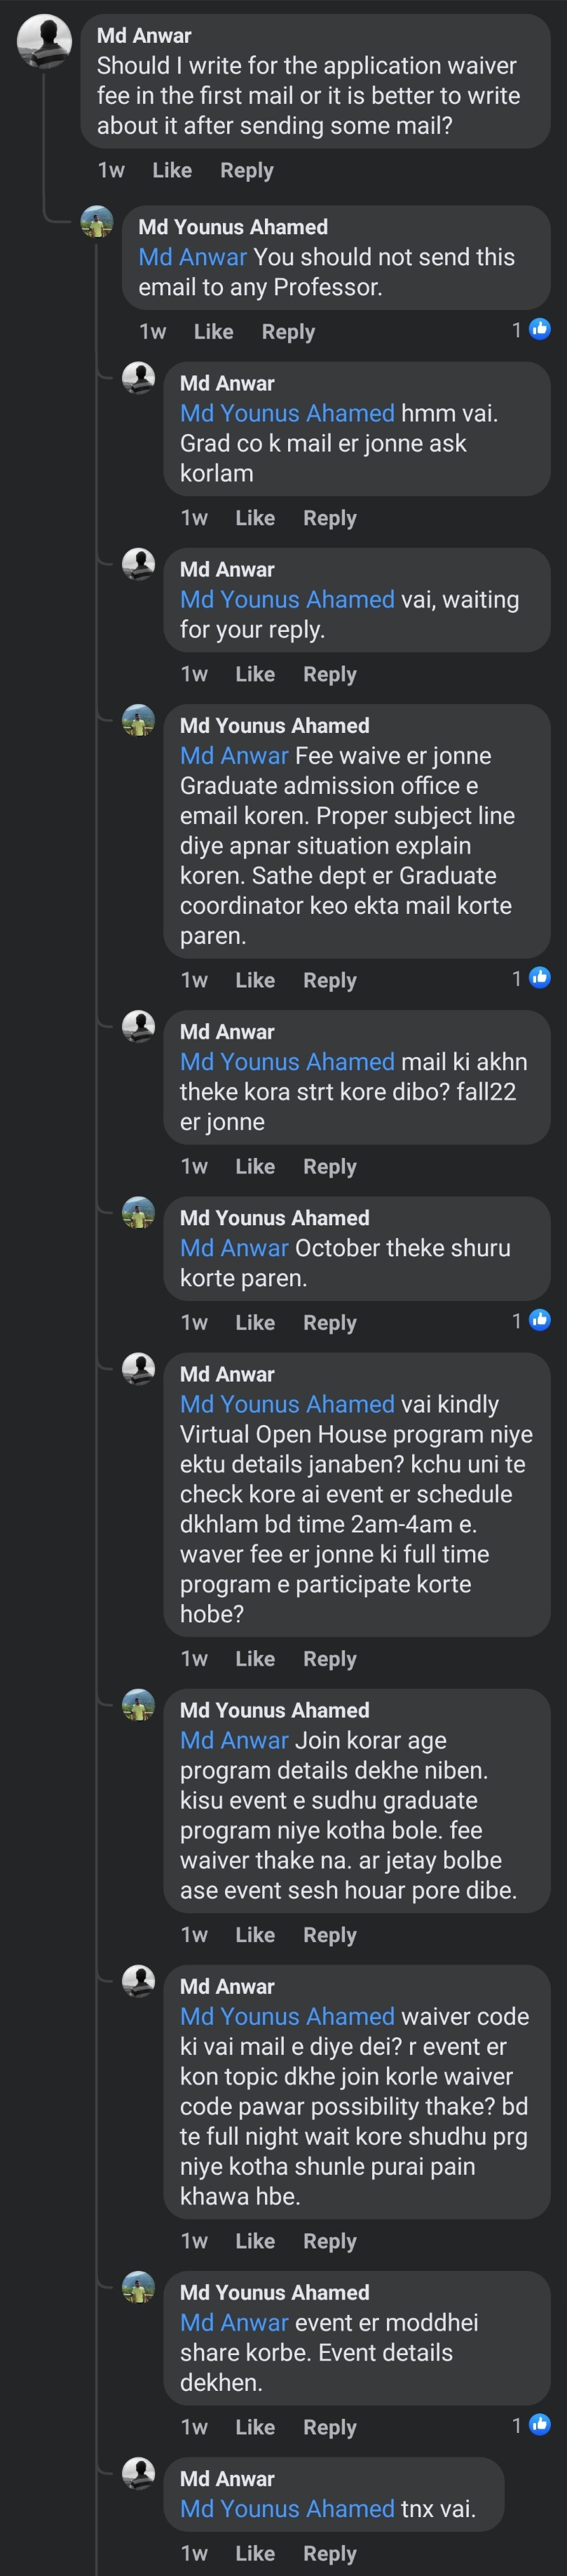 Md Anwar
Should I write for the application waiver
fee in the first mail or it is better to write
about it after sending some mail?
1w Like Reply
Md Younus Ahamed
Md Anwar You should not send this
email to any Professor.
1w Like Reply 1
Md Anwar
Md Younus Ahamed hmm vai.
Grad co k mail er jonne ask
korlam
1w Like Reply
Md Anwar
Md Younus Ahamed vai, waiting
for your reply.
1w Like Reply
Md Younus Ahamed
Md Anwar Fee waive er jonne
Graduate admission office e
email koren. Proper subject line
diye apnar situation explain
koren. Sathe dept er Graduate
coordinator keo ekta mail korte
paren.
1w Like Reply 1
Md Anwar
Md Younus Ahamed mail ki akhn
theke kora strt kore dibo? fall22
er jonne
1w Like Reply
Md Younus Ahamed
Md Anwar October theke shuru
korte paren.
1w Like Reply 1
Md Anwar
Md Younus Ahamed vai kindly
Virtual Open House program niye
ektu details janaben? kchu uni te
check kore ai event er schedule
dkhlam bd time 2am-4am e.
waver fee er jonne ki full time
program e participate korte
hobe?
1w Like Reply
Md Younus Ahamed
Md Anwar Join korar age
program details dekhe niben.
kisu event e sudhu graduate
program niye kotha bole. fee
waiver thake na. ar jetay bolbe
ase event sesh houar pore dibe.
1w Like Reply
Md Anwar
Md Younus Ahamed waiver code
ki vai mail e diye dei? r event er
kon topic dkhe join korle waiver
code pawar possibility thake? bd
te full night wait kore shudhu prg
niye kotha shunle purai pain
khawa hbe.
1w Like Reply
Md Younus Ahamed
Md Anwar event er moddhei
share korbe. Event details
dekhen.
1w Like Reply 1
Md Anwar
Md Younus Ahamed tnx vai.
1w Like Reply